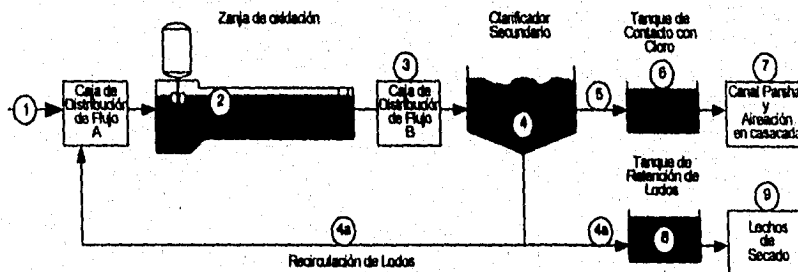 Zanja de oxidación
Clarificador
Secundario
Tanque de
Contacto con
Cloro
1
Caja de
Distribución
de Flujo
A
2
3
Caja de
Distribución
de Flujo
B
4
5
6
7
Canal Parshall
y
Aireación
en casacada
Tanque de
Retención de
Lodos
4a
Recirculación de Lodos
4a
8
9
Lechos
de
Secado